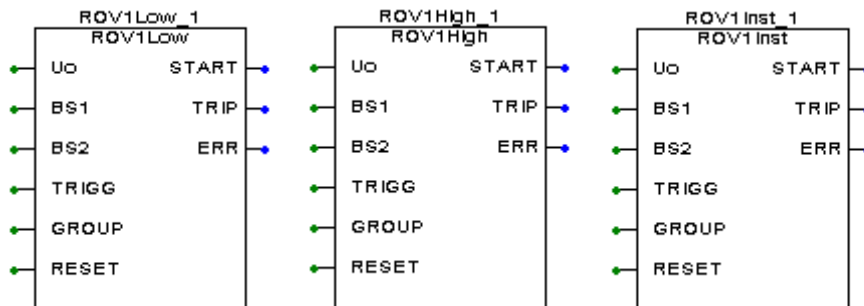 ROV1Low_1 ROV1High_1 ROV1Inst_1
ROV1Low ROV1High ROV1Inst
Uo START Uo START Uo START
BS1 TRIP BS1 TRIP BS1 TRIP
BS2 ERR BS2 ERR BS2 ERR
TRIGG TRIGG TRIGG
GROUP GROUP GROUP
RESET RESET RESET